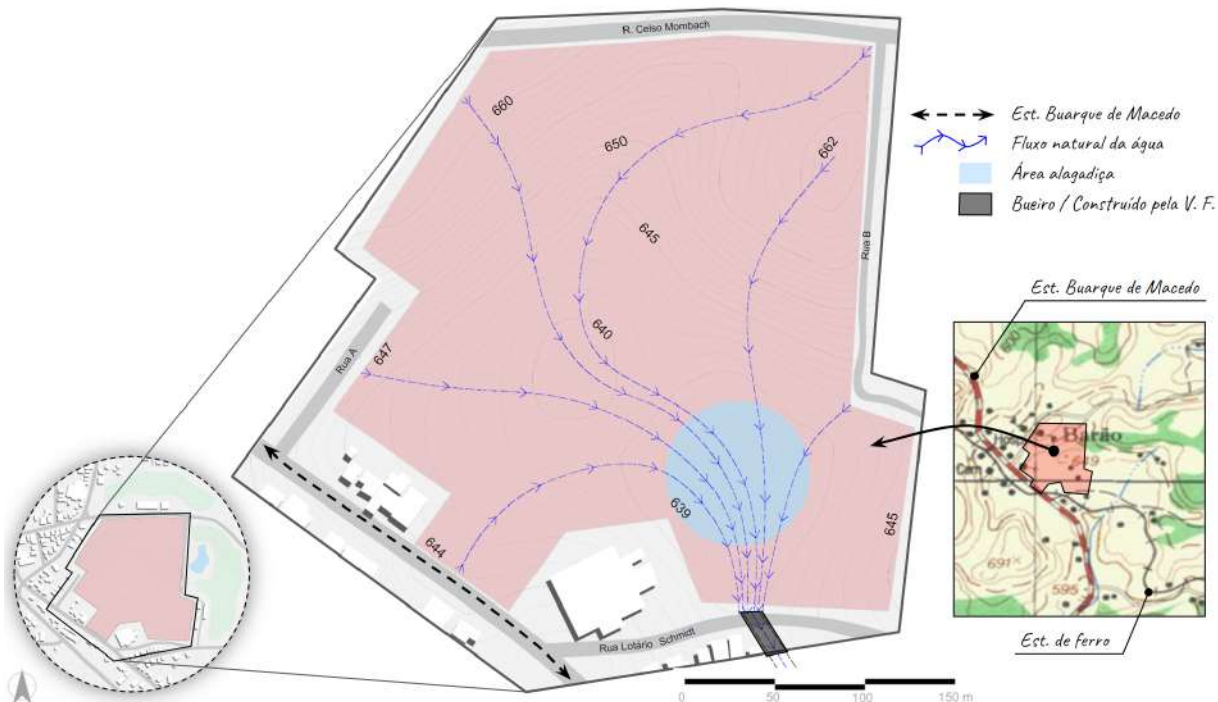 R. Celso Mombach
660
650
662
645
Rua B
640
Rua A
647
639
644
645
Rua Lotário Schmidt
0 50 100 150 m
Est. Buarque de Macedo
Fluxo natural da água
Área alagadiça
Bueiro / Construído pela V. F.
Est. Buarque de Macedo
600
Barão
Cam
691
595
Est. de ferro